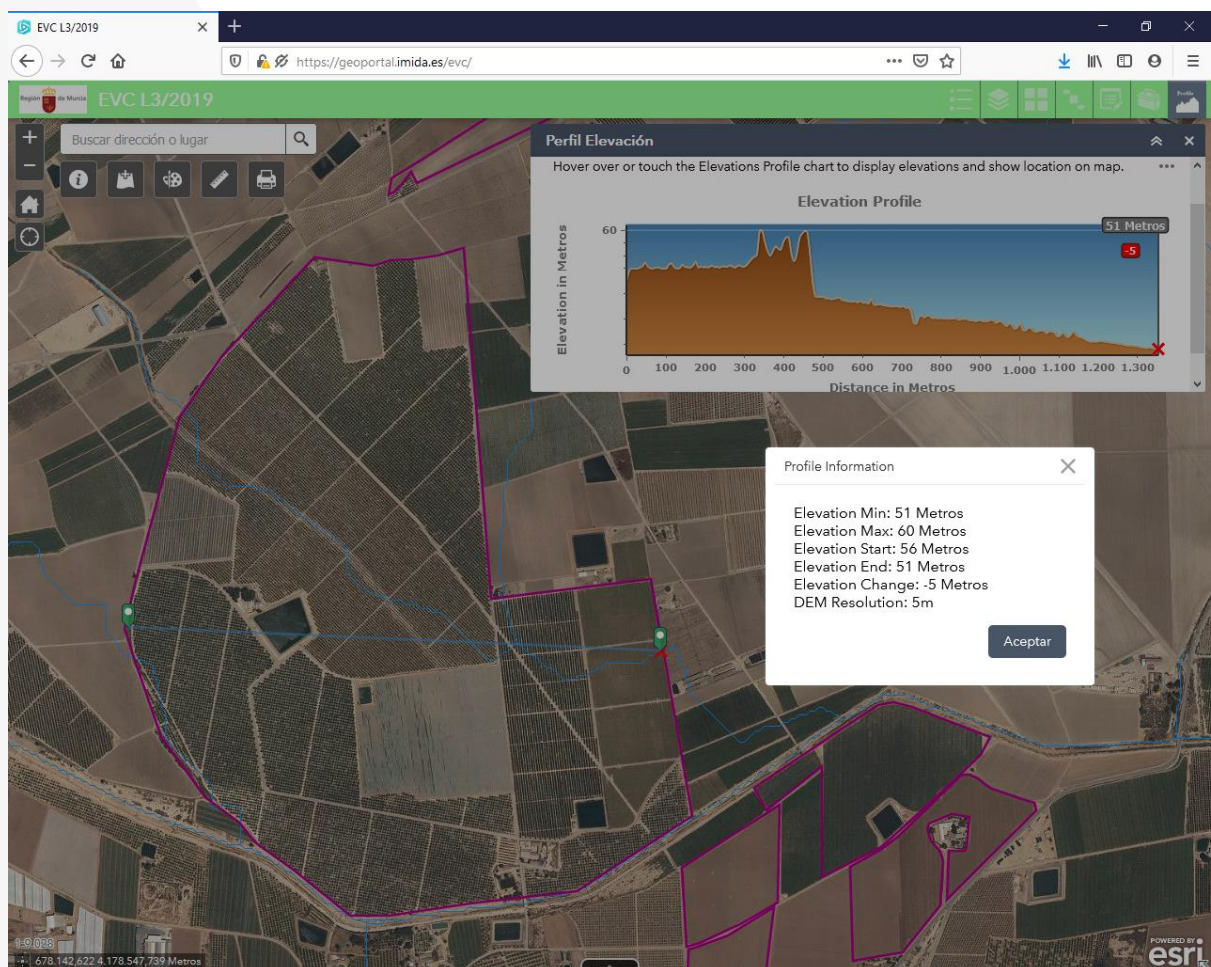 EVC L3/2019
https://geoportal.imida.es/evc/
Región de Murcia
EVC L3/2019
Profile
Buscar dirección o lugar
Perfil Elevación
Hover over or touch the Elevations Profile chart to display elevations and show location on map.
Elevation Profile
Elevation in Metros
60
51 Metros
-5
0 100 200 300 400 500 600 700 800 900 1.000 1.100 1.200 1.300
Distance in Metros
Profile Information
Elevation Min: 51 Metros
Elevation Max: 60 Metros
Elevation Start: 56 Metros
Elevation End: 51 Metros
Elevation Change: -5 Metros
DEM Resolution: 5m
Aceptar
1:9.028
678.142,622 4.178.547,739 Metros
POWERED BY
esri